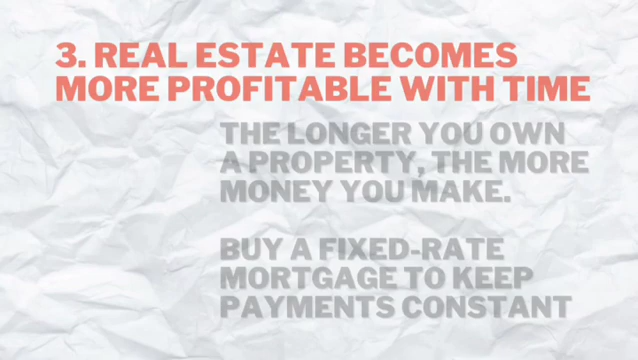 3. REAL ESTATE BECOMES
MORE PROFITABLE WITH TIME
THE LONGER YOU OWN
A PROPERTY, THE MORE
MONEY YOU MAKE.
BUY A FIXED-RATE
MORTGAGE TO KEEP
PAYMENTS CONSTANT